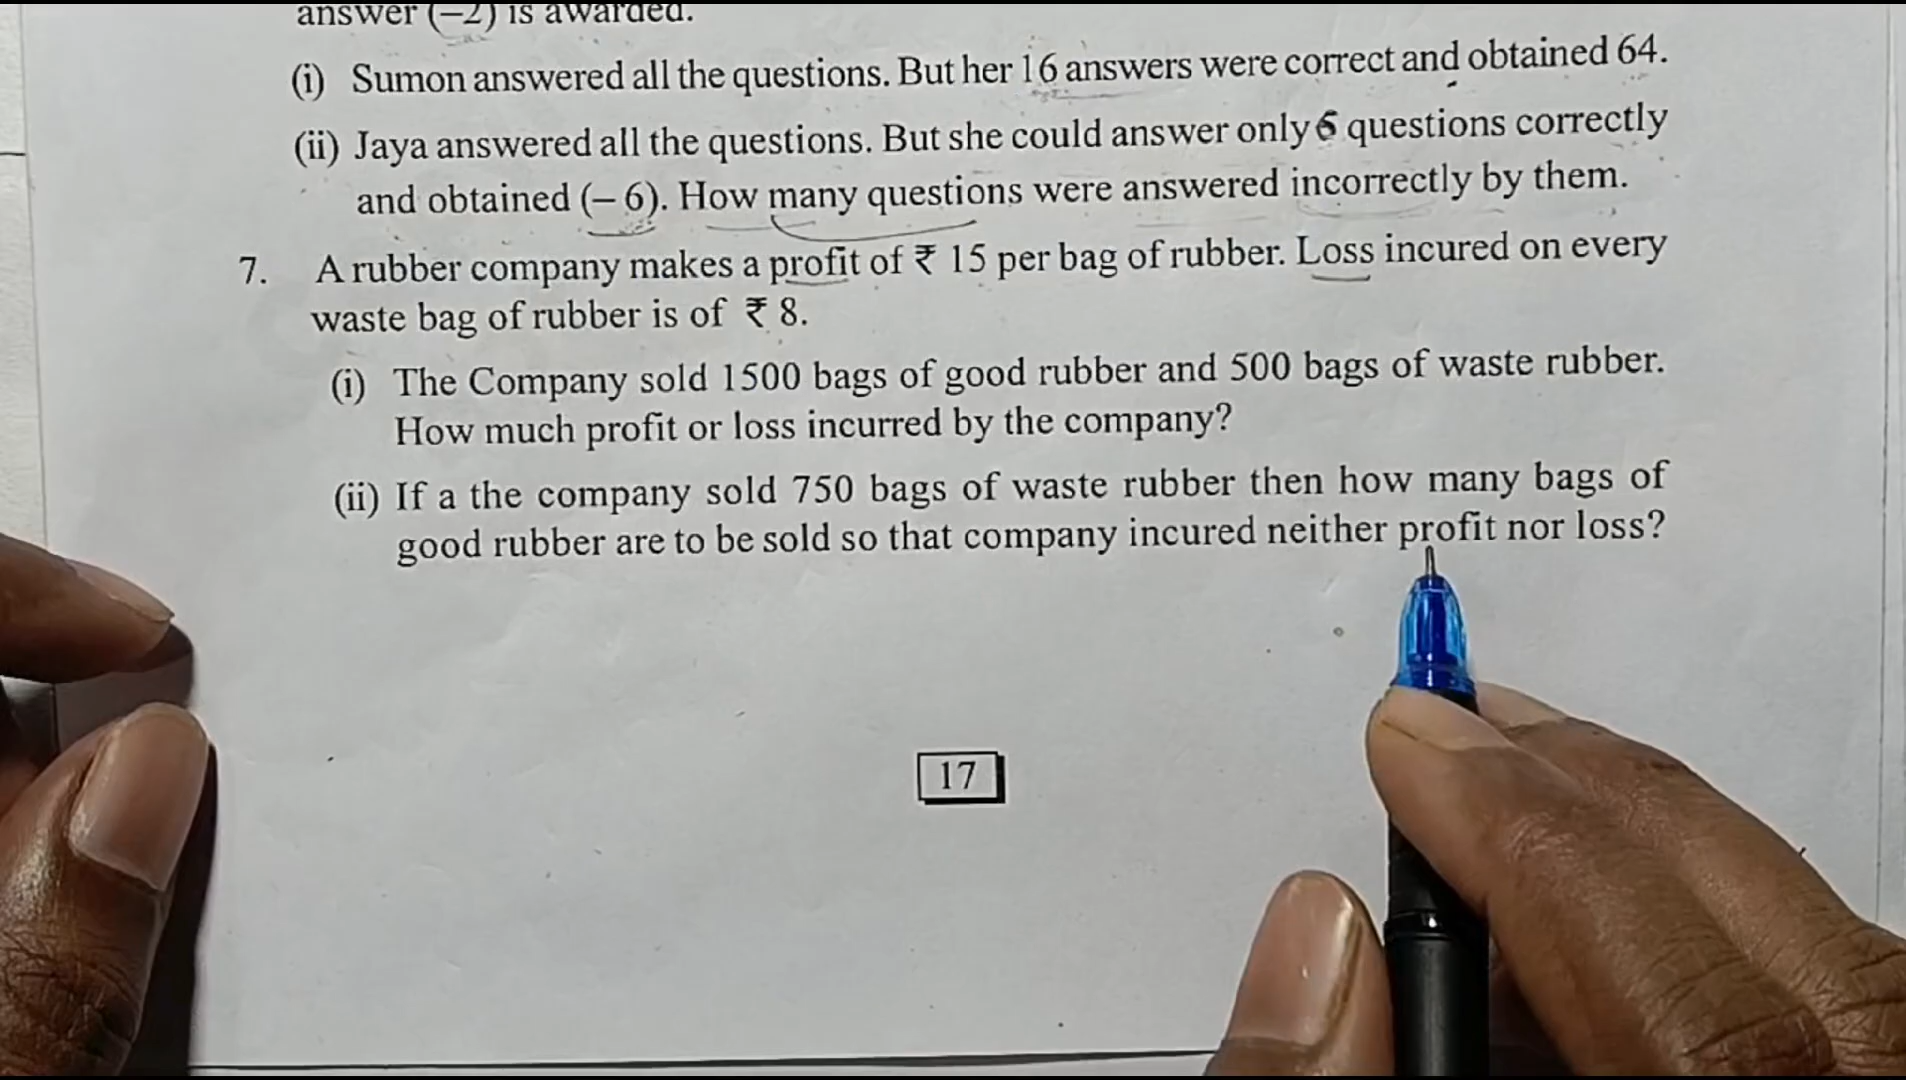 answer (–2) is awarded.
(i) Sumon answered all the questions. But her 16 answers were correct and obtained 64.
(ii) Jaya answered all the questions. But she could answer only 6 questions correctly
and obtained (– 6). How many questions were answered incorrectly by them.
7. A rubber company makes a profit of ₹ 15 per bag of rubber. Loss incured on every
waste bag of rubber is of ₹ 8.
(i) The Company sold 1500 bags of good rubber and 500 bags of waste rubber.
How much profit or loss incurred by the company?
(ii) If a the company sold 750 bags of waste rubber then how many bags of
good rubber are to be sold so that company incured neither profit nor loss?
17